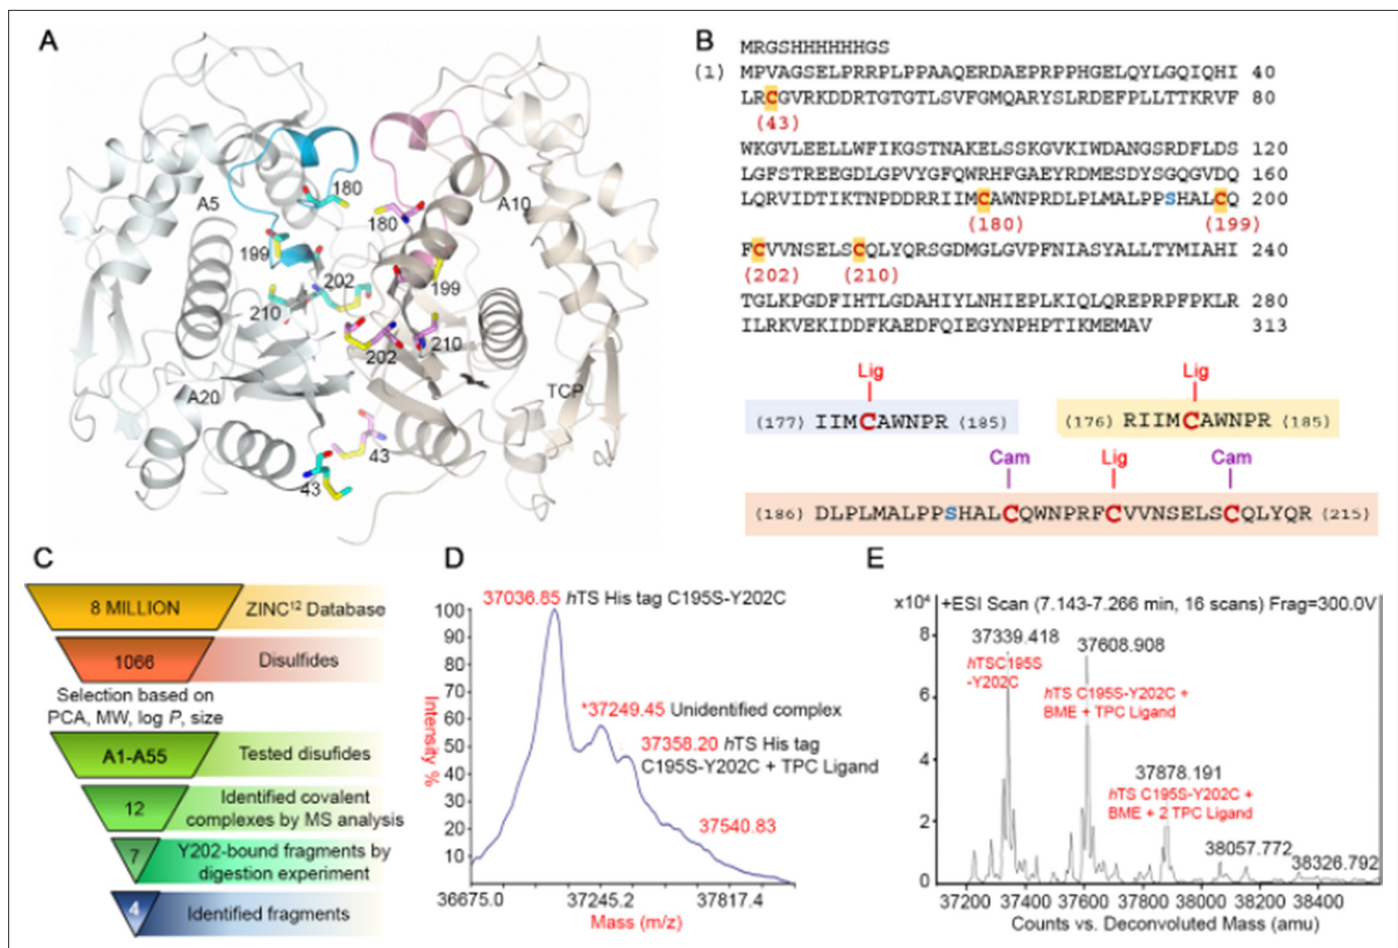 A
180
A5
180
A10
199
202
199
210
202
210
A20
TCP
43
43
B
MRGSHHHHHHGS
(1) MPVAGSELPRRPLPPAAQERDAEPRPPHGELQYLGQIQHI 40
LRCGVRKDDRTGTGTLSVFGMQARYSLRDEFPLLTTKRVF 80
(43)
WKGVLEELLWFIKGSTNAKELSSKGVKIWDANGSRDFLDS 120
LGFSTREEGDLGPVYGFQWRHFGAEYRDMESDYSGQGVDQ 160
LQRVIDTIKTNPDDRRIIMCAWNPRDLPLMALPPSHALCQ 200
(180) (199)
FCVVNSELSCQLYQRSGDMGLGVPFNIASYALLTYMIAHI 240
(202) (210)
TGLKPGDFIHTLGDAHIYLNHIEPLKIQLQREPRPFPKLR 280
ILRKVEKIDDFKAEDFQIEGYNPHPTIKMEMAV 313
Lig Lig
(177) IIMCAWNPR (185) (176) RIIMCAWNPR (185)
Cam Lig Cam
(186) DLPLMALPPSHALCQWNPRFCVVNSELSCQLYQR (215)
C
8 MILLION ZINC12 Database
1066 Disulfides
Selection based on
PCA, MW, log P, size
A1-A55 Tested disufides
12 Identified covalent
complexes by MS analysis
7 Y202-bound fragments by
digestion experiment
4 Identified fragments
D
37036.85 hTS His tag C195S-Y202C
*37249.45 Unidentified complex
37358.20 hTS His tag
C195S-Y202C + TPC Ligand
37540.83
Intensity %
100
90
80
70
60
50
40
30
20
10
36675.0 37245.2 37817.4
Mass (m/z)
E
x10⁴ +ESI Scan (7.143-7.266 min, 16 scans) Frag=300.0V
8
6
4
2
0
37339.418
hTSC195S
-Y202C
37608.908
hTS C195S-Y202C +
BME + TPC Ligand
37878.191
hTS C195S-Y202C +
BME + 2 TPC Ligand
38057.772
38326.792
37200 37400 37600 37800 38000 38200 38400
Counts vs. Deconvoluted Mass (amu)